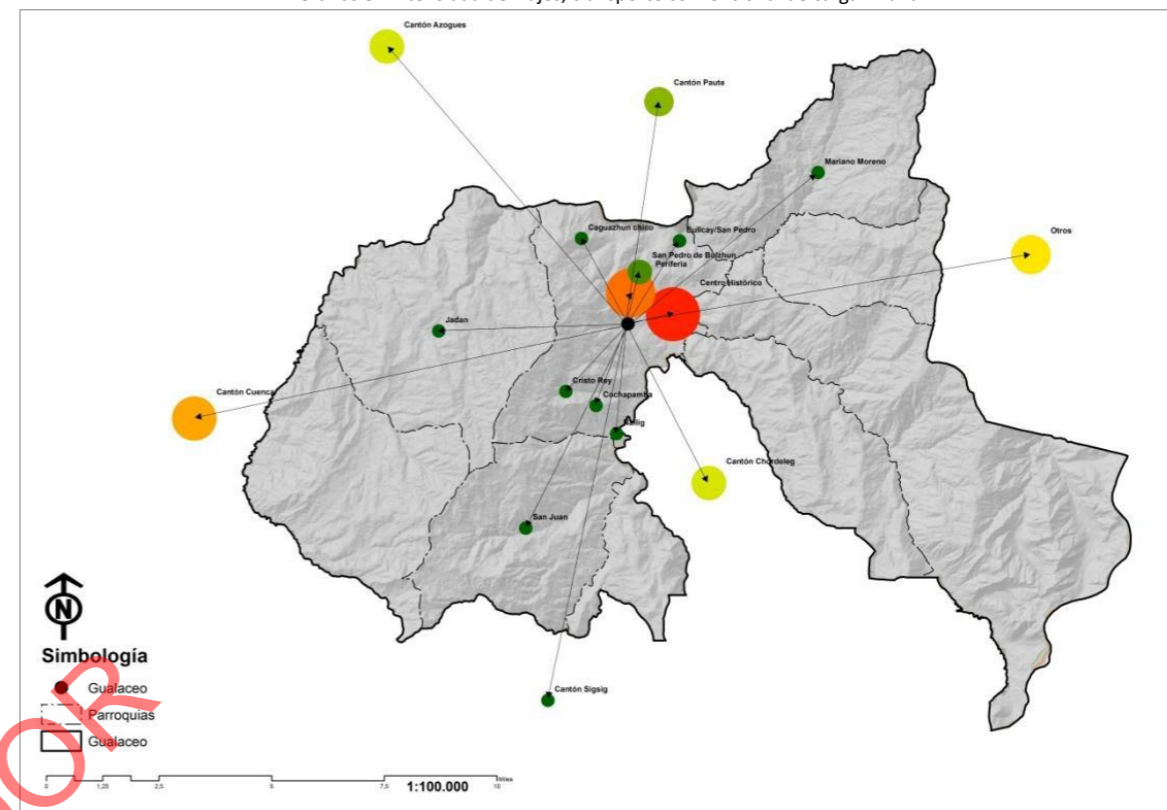 Cantón Azogues
Cantón Paute
Mariano Moreno
Caguazhun chico
Bullcay/San Pedro
Otros
San Pedro de Bolzhun
Periferia
Centro Histórico
Jadan
Cristo Rey
Cantón Cuenca
Cochapamba
Cantón Chordeleg
San Juan
N
Simbología
Cantón Sigsig
Gualaceo
Parroquias
Gualaceo
0 1,25 2,5 5 7,5 10 Miles
1:100.000